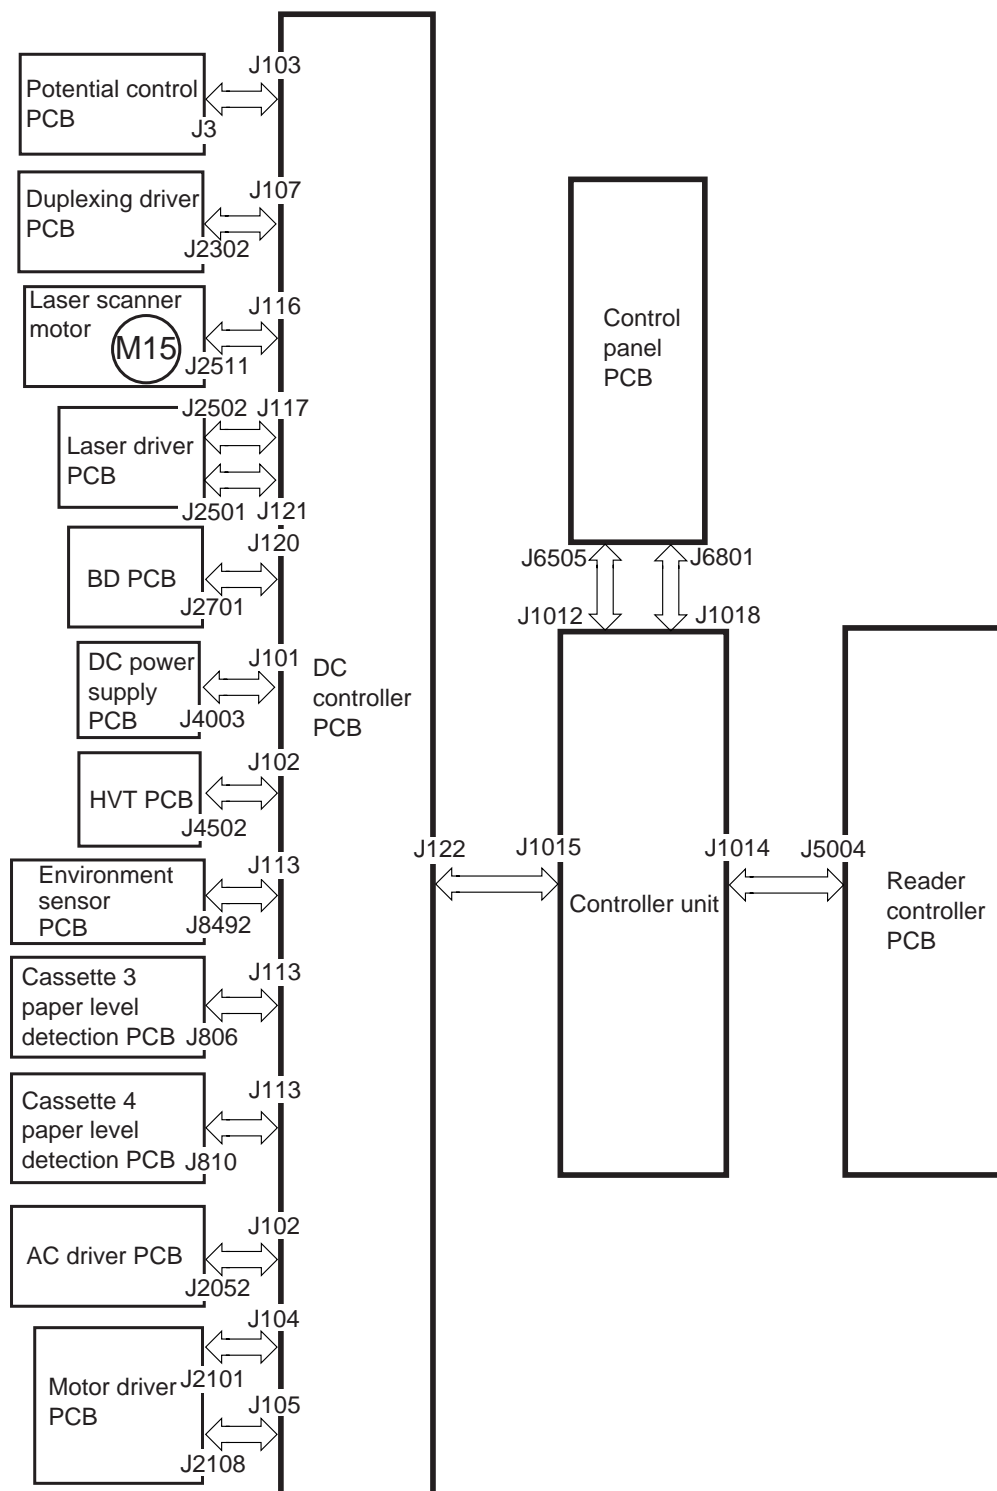 J103
Potential control
PCB
J3
J107
Duplexing driver
PCB
J2302
Laser scanner
motor
M15
J116
J2511
J2502 J117
Laser driver
PCB
J2501 J121
J120
BD PCB
J2701
J101
DC power
supply
PCB
J4003
DC
controller
PCB
J102
HVT PCB
J4502
J113
Environment
sensor
PCB
J8492
J113
Cassette 3
paper level
detection PCB
J806
J113
Cassette 4
paper level
detection PCB
J810
J102
AC driver PCB
J2052
J104
J2101
Motor driver
PCB
J105
J2108
Control
panel
PCB
J6505 J6801
J1012 J1018
J122 J1015
Controller unit
J1014 J5004
Reader
controller
PCB